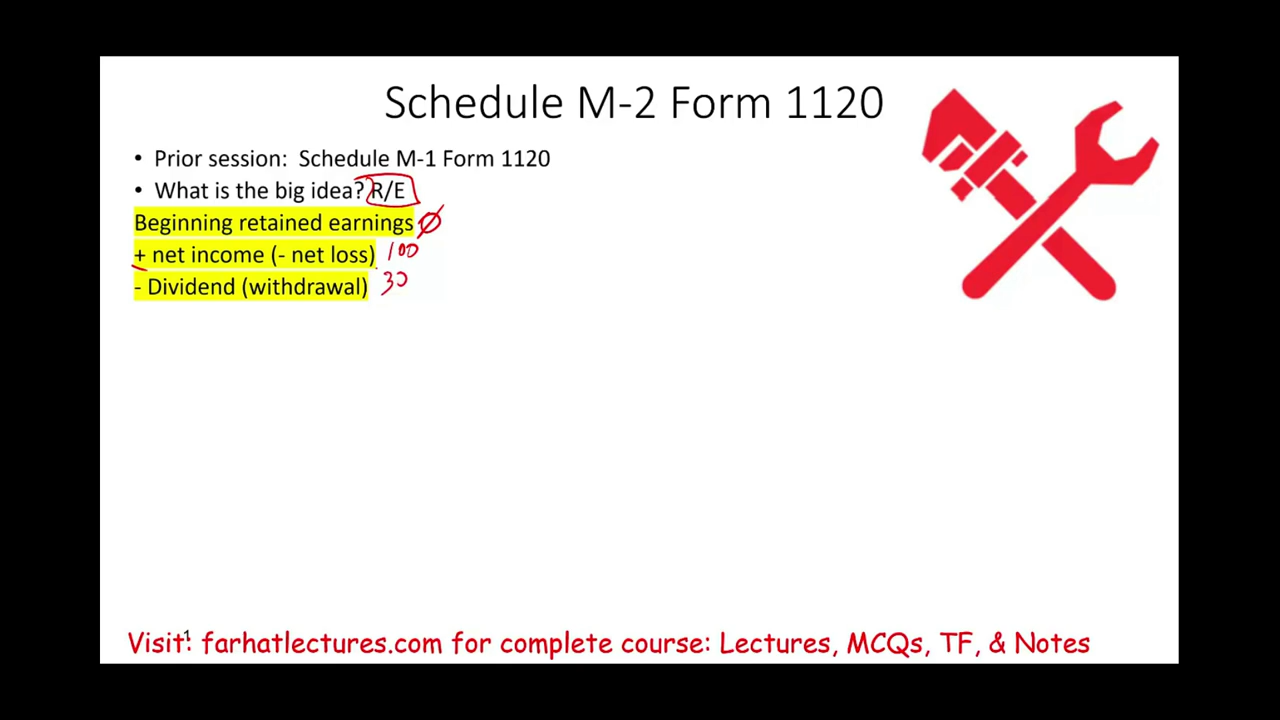 Schedule M-2 Form 1120
• Prior session: Schedule M-1 Form 1120
• What is the big idea? R/E
Beginning retained earnings Ø
+ net income (- net loss) 100
- Dividend (withdrawal) 30
1
Visit: farhatlectures.com for complete course: Lectures, MCQs, TF, & Notes